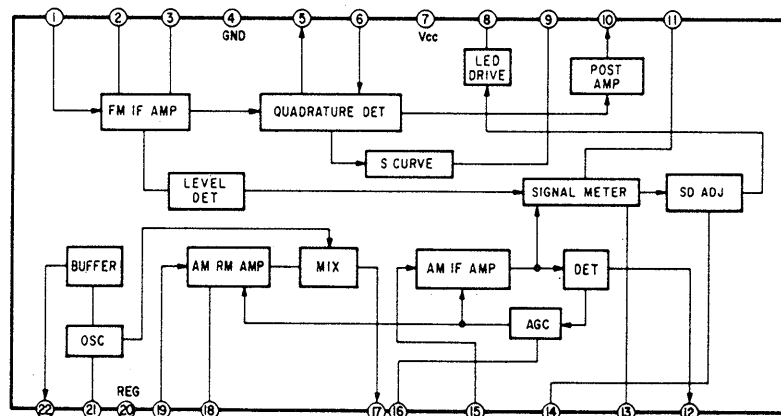 1 2 3 4 5 6 7 8 9 10 11
GND Vcc
LED DRIVE
POST AMP
FM IF AMP
QUADRATURE DET
S CURVE
LEVEL DET
SIGNAL METER
SD ADJ
BUFFER
AM RM AMP
MIX
AM IF AMP
DET
OSC
AGC
REG
22 21 20 19 18 17 16 15 14 13 12